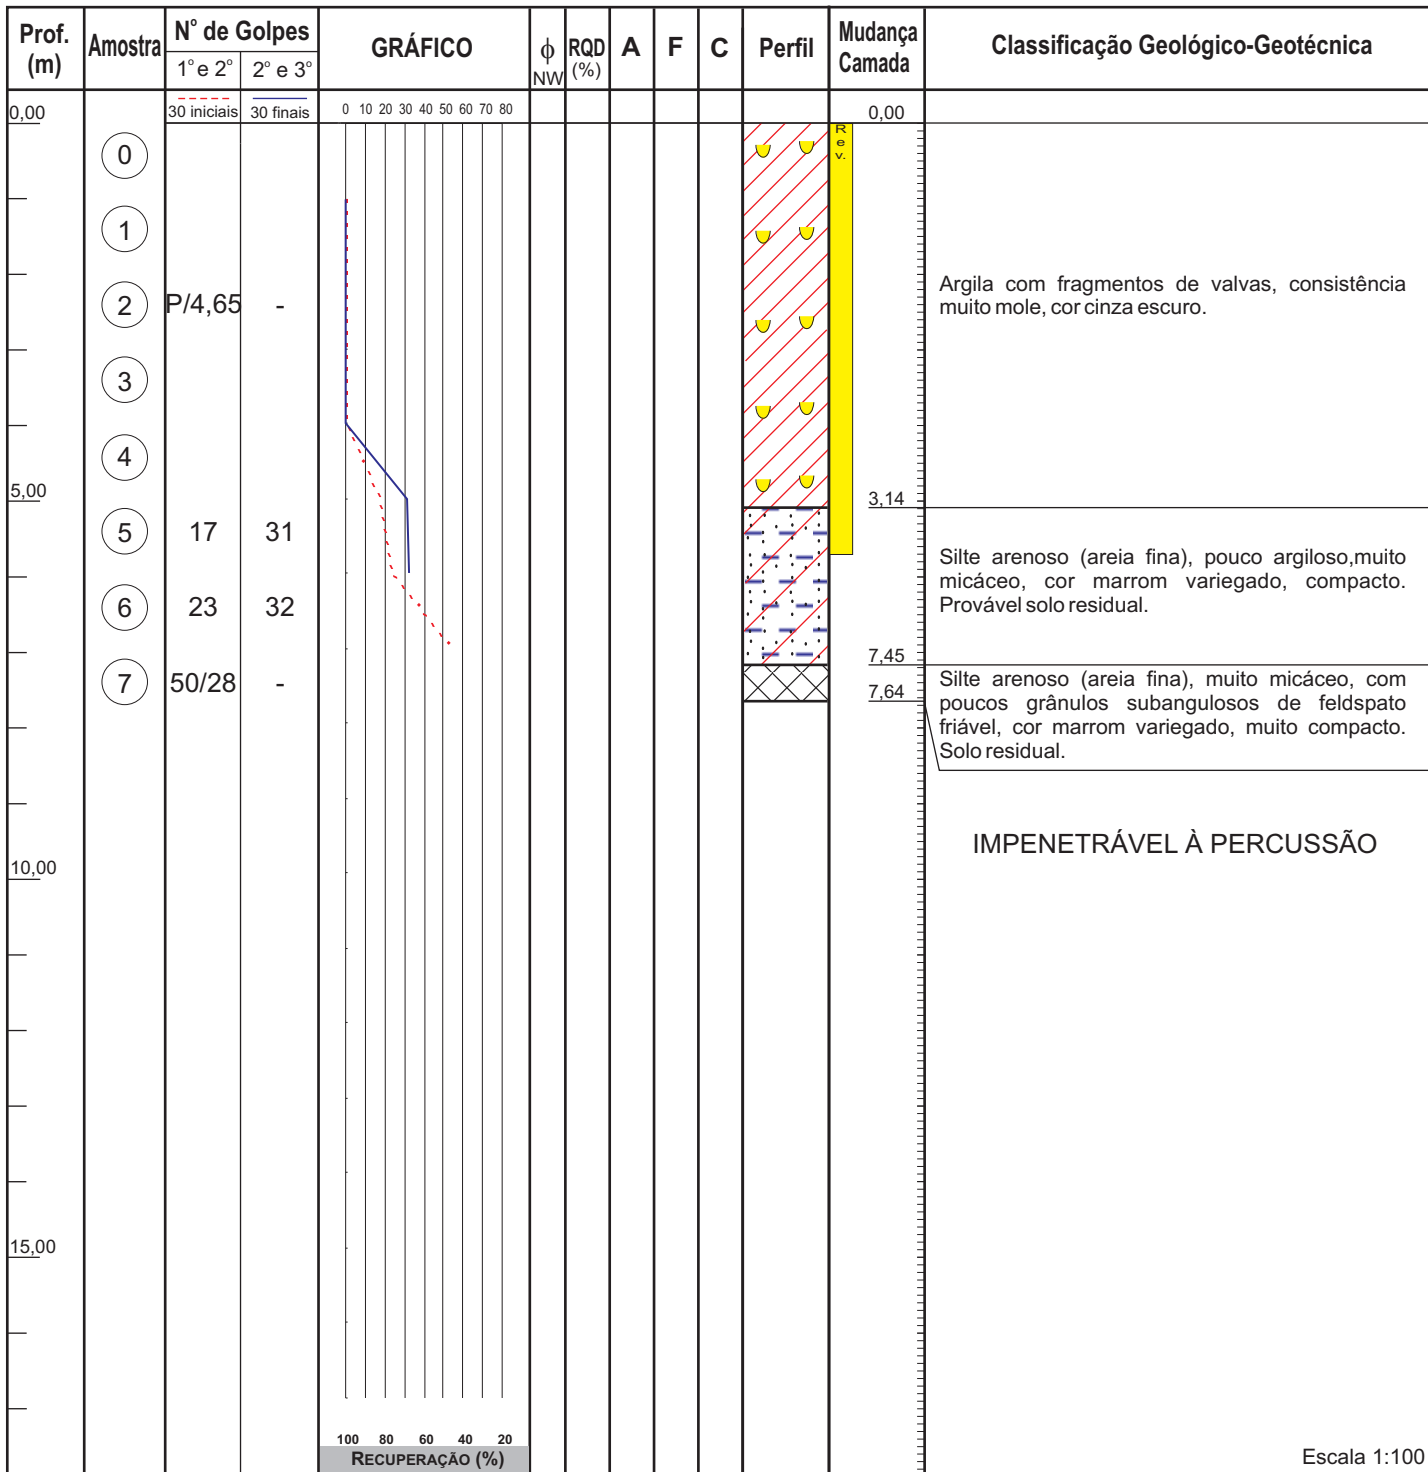 Prof. (m)
Amostra
N° de Golpes
1° e 2°
2° e 3°
GRÁFICO
ϕ NW
RQD (%)
A
F
C
Perfil
Mudança Camada
Classificação Geológico-Geotécnica
30 iniciais
30 finais
0 10 20 30 40 50 60 70 80
0,00
0,00
Rev.
0
1
2 P/4,65 -
3
4
Argila com fragmentos de valvas, consistência
muito mole, cor cinza escuro.
5,00
3,14
5 17 31
6 23 32
Silte arenoso (areia fina), pouco argiloso,muito
micáceo, cor marrom variegado, compacto.
Provável solo residual.
7,45
7 50/28 -
7,64
Silte arenoso (areia fina), muito micáceo, com
poucos grânulos subangulosos de feldspato
friável, cor marrom variegado, muito compacto.
Solo residual.
IMPENETRÁVEL À PERCUSSÃO
10,00
15,00
100 80 60 40 20
RECUPERAÇÃO (%)
Escala 1:100